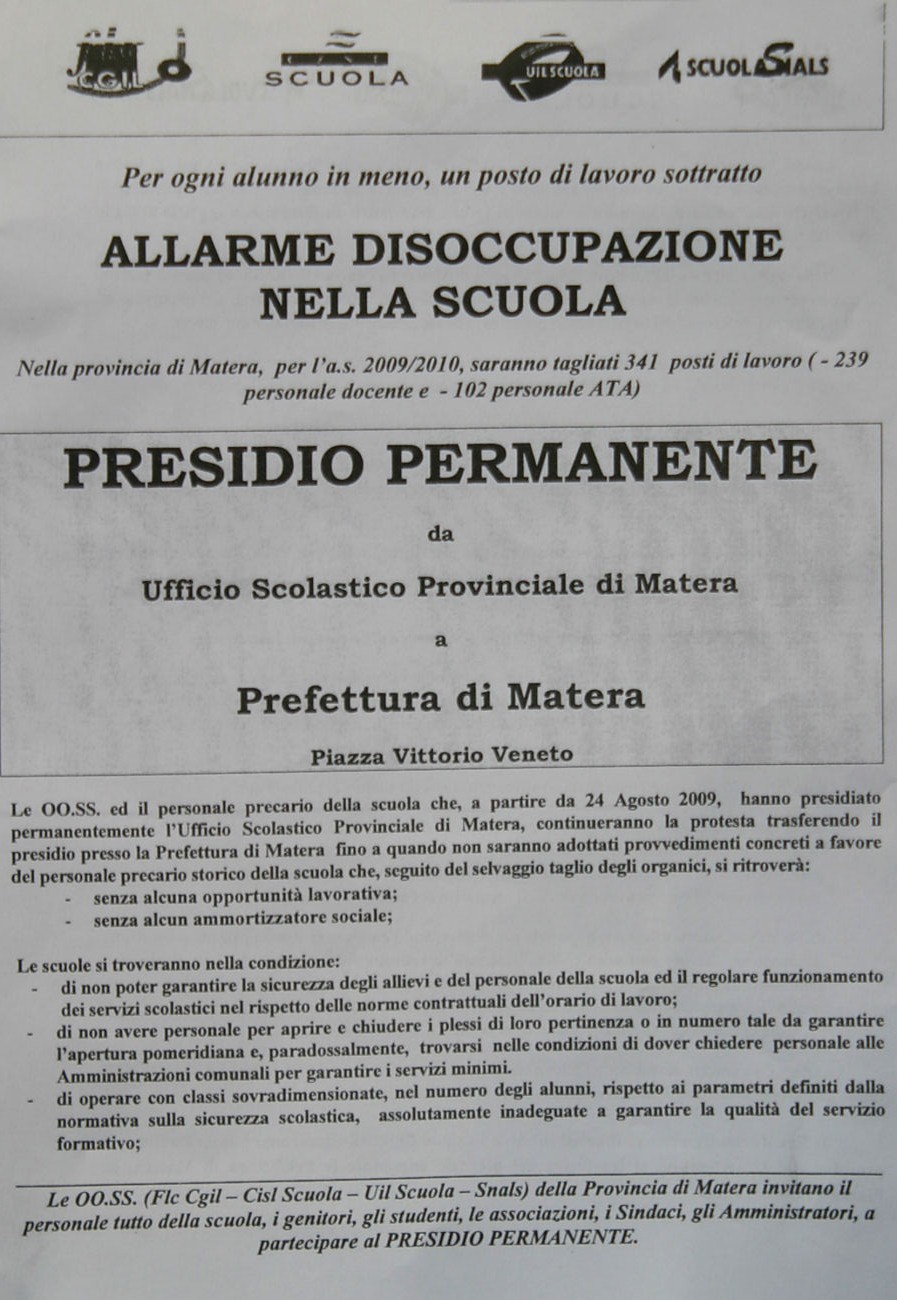 CGIL
SCUOLA
UIL SCUOLA
SCUOLA SNALS
Per ogni alunno in meno, un posto di lavoro sottratto
ALLARME DISOCCUPAZIONE
NELLA SCUOLA
Nella provincia di Matera, per l'a.s. 2009/2010, saranno tagliati 341 posti di lavoro ( - 239
personale docente e - 102 personale ATA)
PRESIDIO PERMANENTE
da
Ufficio Scolastico Provinciale di Matera
a
Prefettura di Matera
Piazza Vittorio Veneto
Le OO.SS. ed il personale precario della scuola che, a partire da 24 Agosto 2009, hanno presidiato
permanentemente l'Ufficio Scolastico Provinciale di Matera, continueranno la protesta trasferendo il
presidio presso la Prefettura di Matera fino a quando non saranno adottati provvedimenti concreti a favore
del personale precario storico della scuola che, seguito del selvaggio taglio degli organici, si ritroverà:
- senza alcuna opportunità lavorativa;
- senza alcun ammortizzatore sociale;
Le scuole si troveranno nella condizione:
- di non poter garantire la sicurezza degli allievi e del personale della scuola ed il regolare funzionamento
dei servizi scolastici nel rispetto delle norme contrattuali dell'orario di lavoro;
- di non avere personale per aprire e chiudere i plessi di loro pertinenza o in numero tale da garantire
l'apertura pomeridiana e, paradossalmente, trovarsi nelle condizioni di dover chiedere personale alle
Amministrazioni comunali per garantire i servizi minimi.
- di operare con classi sovradimensionate, nel numero degli alunni, rispetto ai parametri definiti dalla
normativa sulla sicurezza scolastica, assolutamente inadeguate a garantire la qualità del servizio
formativo;
Le OO.SS. (Flc Cgil – Cisl Scuola – Uil Scuola – Snals) della Provincia di Matera invitano il
personale tutto della scuola, i genitori, gli studenti, le associazioni, i Sindaci, gli Amministratori, a
partecipare al PRESIDIO PERMANENTE.